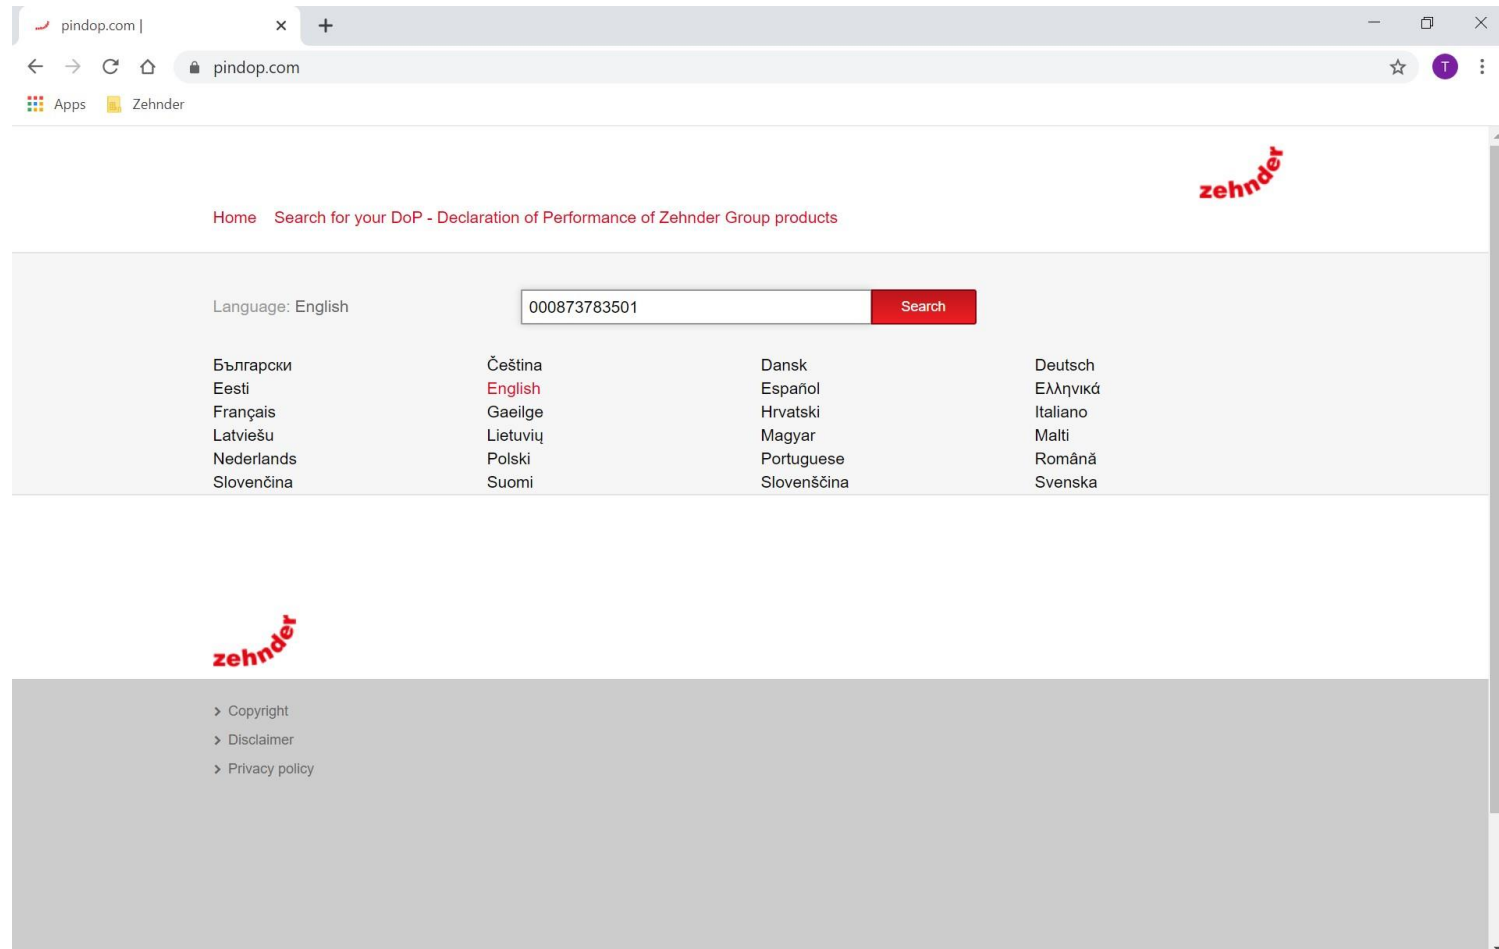 pindop.com |
pindop.com
T
Apps Zehnder
zehnder
Home Search for your DoP - Declaration of Performance of Zehnder Group products
Language: English 000873783501 Search
Български Čeština Dansk Deutsch
Eesti English Español Ελληνικά
Français Gaeilge Hrvatski Italiano
Latviešu Lietuvių Magyar Malti
Nederlands Polski Portuguese Română
Slovenčina Suomi Slovenščina Svenska
zehnder
Copyright
Disclaimer
Privacy policy